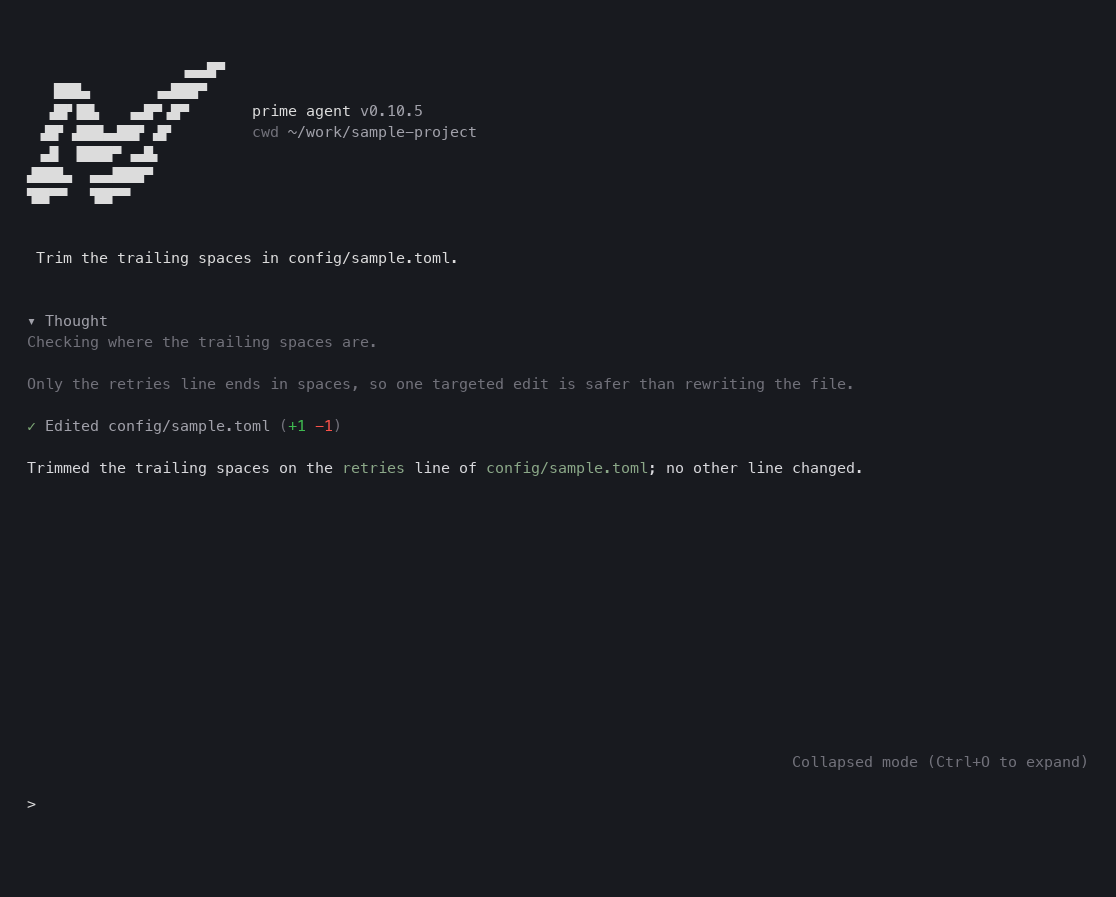 prime agent v0.10.5
cwd ~/work/sample-project
Trim the trailing spaces in config/sample.toml.
▾ Thought
Checking where the trailing spaces are.
Only the retries line ends in spaces, so one targeted edit is safer than rewriting the file.
✓ Edited config/sample.toml (+1 −1)
Trimmed the trailing spaces on the retries line of config/sample.toml; no other line changed.
Collapsed mode (Ctrl+O to expand)
>